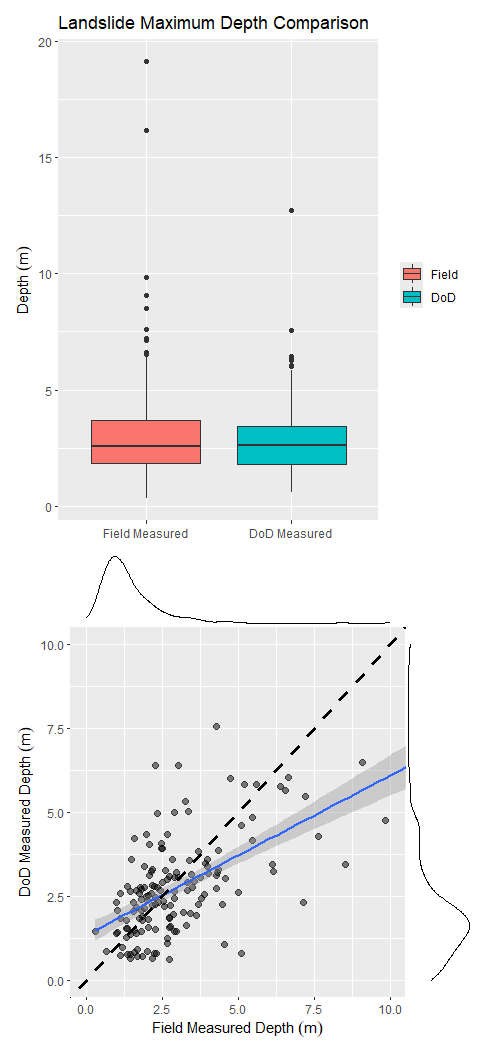 Landslide Maximum Depth Comparison
20
15
10
5
0
Depth (m)
Field
DoD
Field Measured
DoD Measured
10.0
7.5
5.0
2.5
0.0
DoD Measured Depth (m)
0.0 2.5 5.0 7.5 10.0
Field Measured Depth (m)